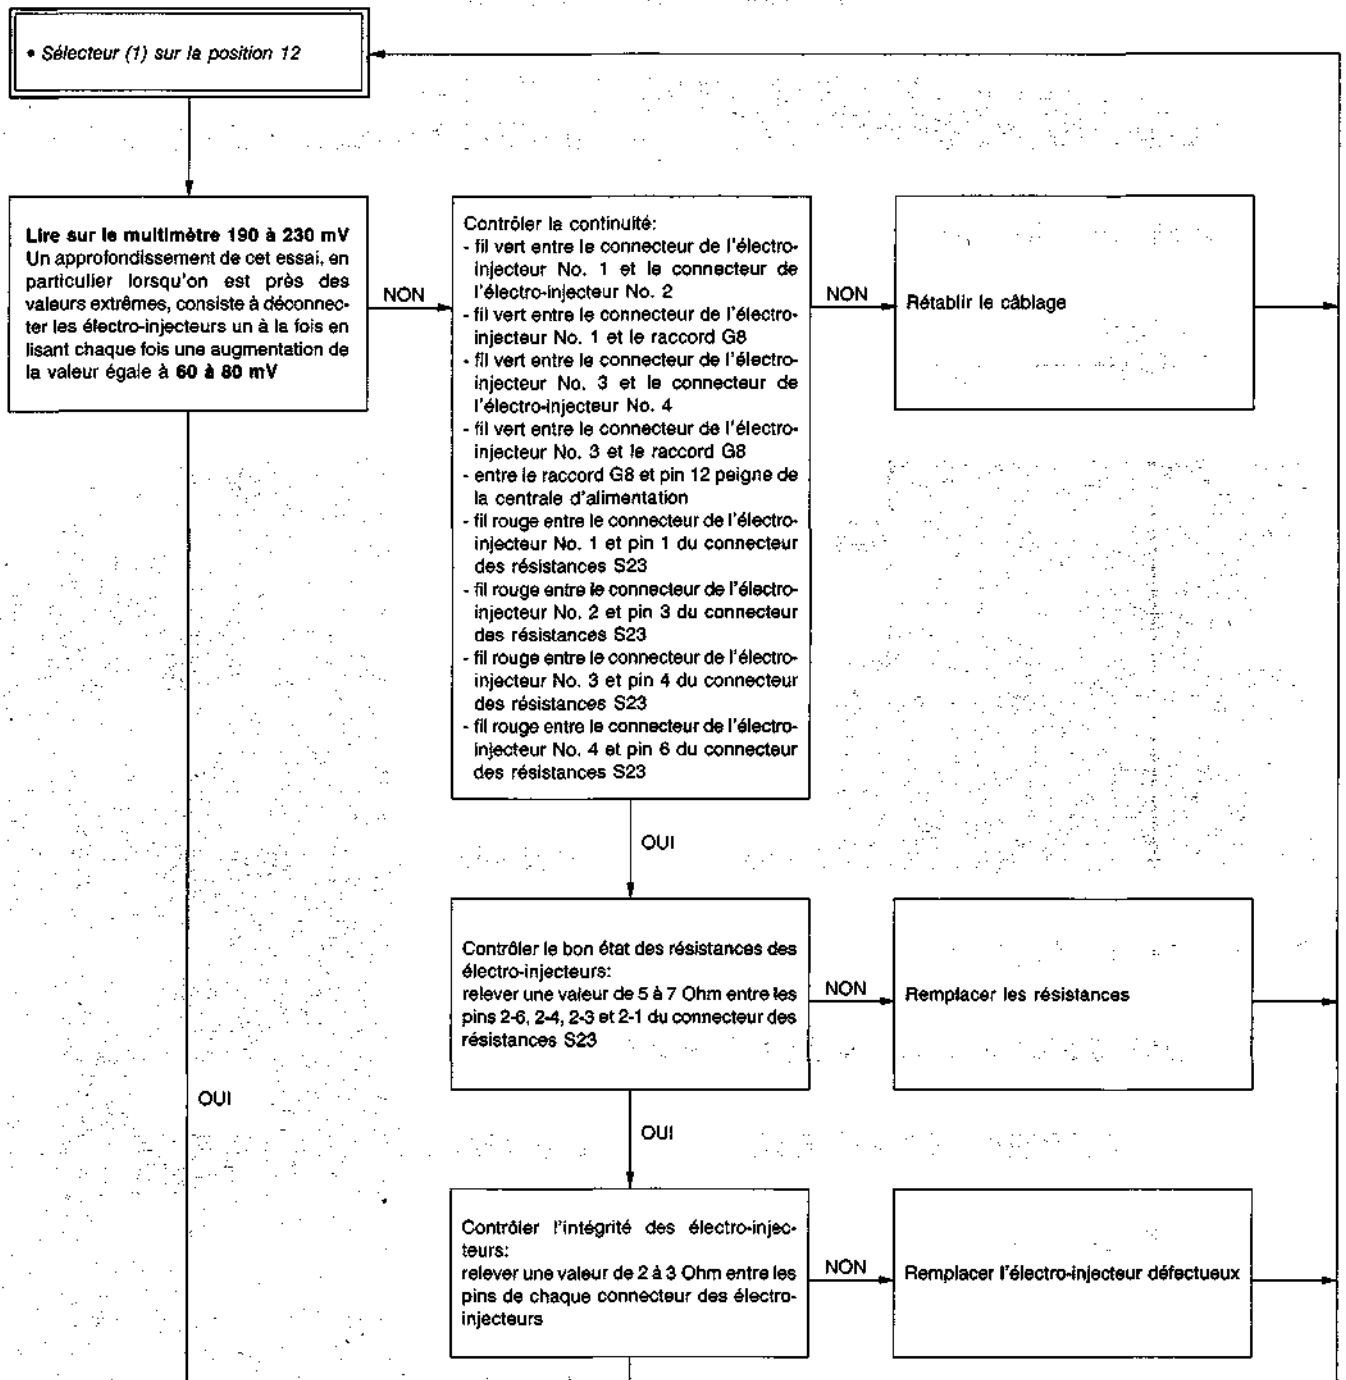 • Sélecteur (1) sur la position 12
Lire sur le multimètre 190 à 230 mV
Un approfondissement de cet essai, en
particulier lorsqu'on est près des
valeurs extrêmes, consiste à déconnec-
ter les électro-injecteurs un à la fois en
lisant chaque fois une augmentation de
la valeur égale à 60 à 80 mV
NON
Contrôler la continuité:
- fil vert entre le connecteur de l'électro-
injecteur No. 1 et le connecteur de
l'électro-injecteur No. 2
- fil vert entre le connecteur de l'électro-
injecteur No. 1 et le raccord G8
- fil vert entre le connecteur de l'électro-
injecteur No. 3 et le connecteur de
l'électro-injecteur No. 4
- fil vert entre le connecteur de l'électro-
injecteur No. 3 et le raccord G8
- entre le raccord G8 et pin 12 peigne de
la centrale d'alimentation
- fil rouge entre le connecteur de l'électro-
injecteur No. 1 et pin 1 du connecteur
des résistances S23
- fil rouge entre le connecteur de l'électro-
injecteur No. 2 et pin 3 du connecteur
des résistances S23
- fil rouge entre le connecteur de l'électro-
injecteur No. 3 et pin 4 du connecteur
des résistances S23
- fil rouge entre le connecteur de l'électro-
injecteur No. 4 et pin 6 du connecteur
des résistances S23
NON
Rétablir le câblage
OUI
Contrôler le bon état des résistances des
électro-injecteurs:
relever une valeur de 5 à 7 Ohm entre les
pins 2-6, 2-4, 2-3 et 2-1 du connecteur des
résistances S23
NON
Remplacer les résistances
OUI
OUI
Contrôler l'intégrité des électro-injec-
teurs:
relever une valeur de 2 à 3 Ohm entre les
pins de chaque connecteur des électro-
injecteurs
NON
Remplacer l'électro-injecteur défectueux